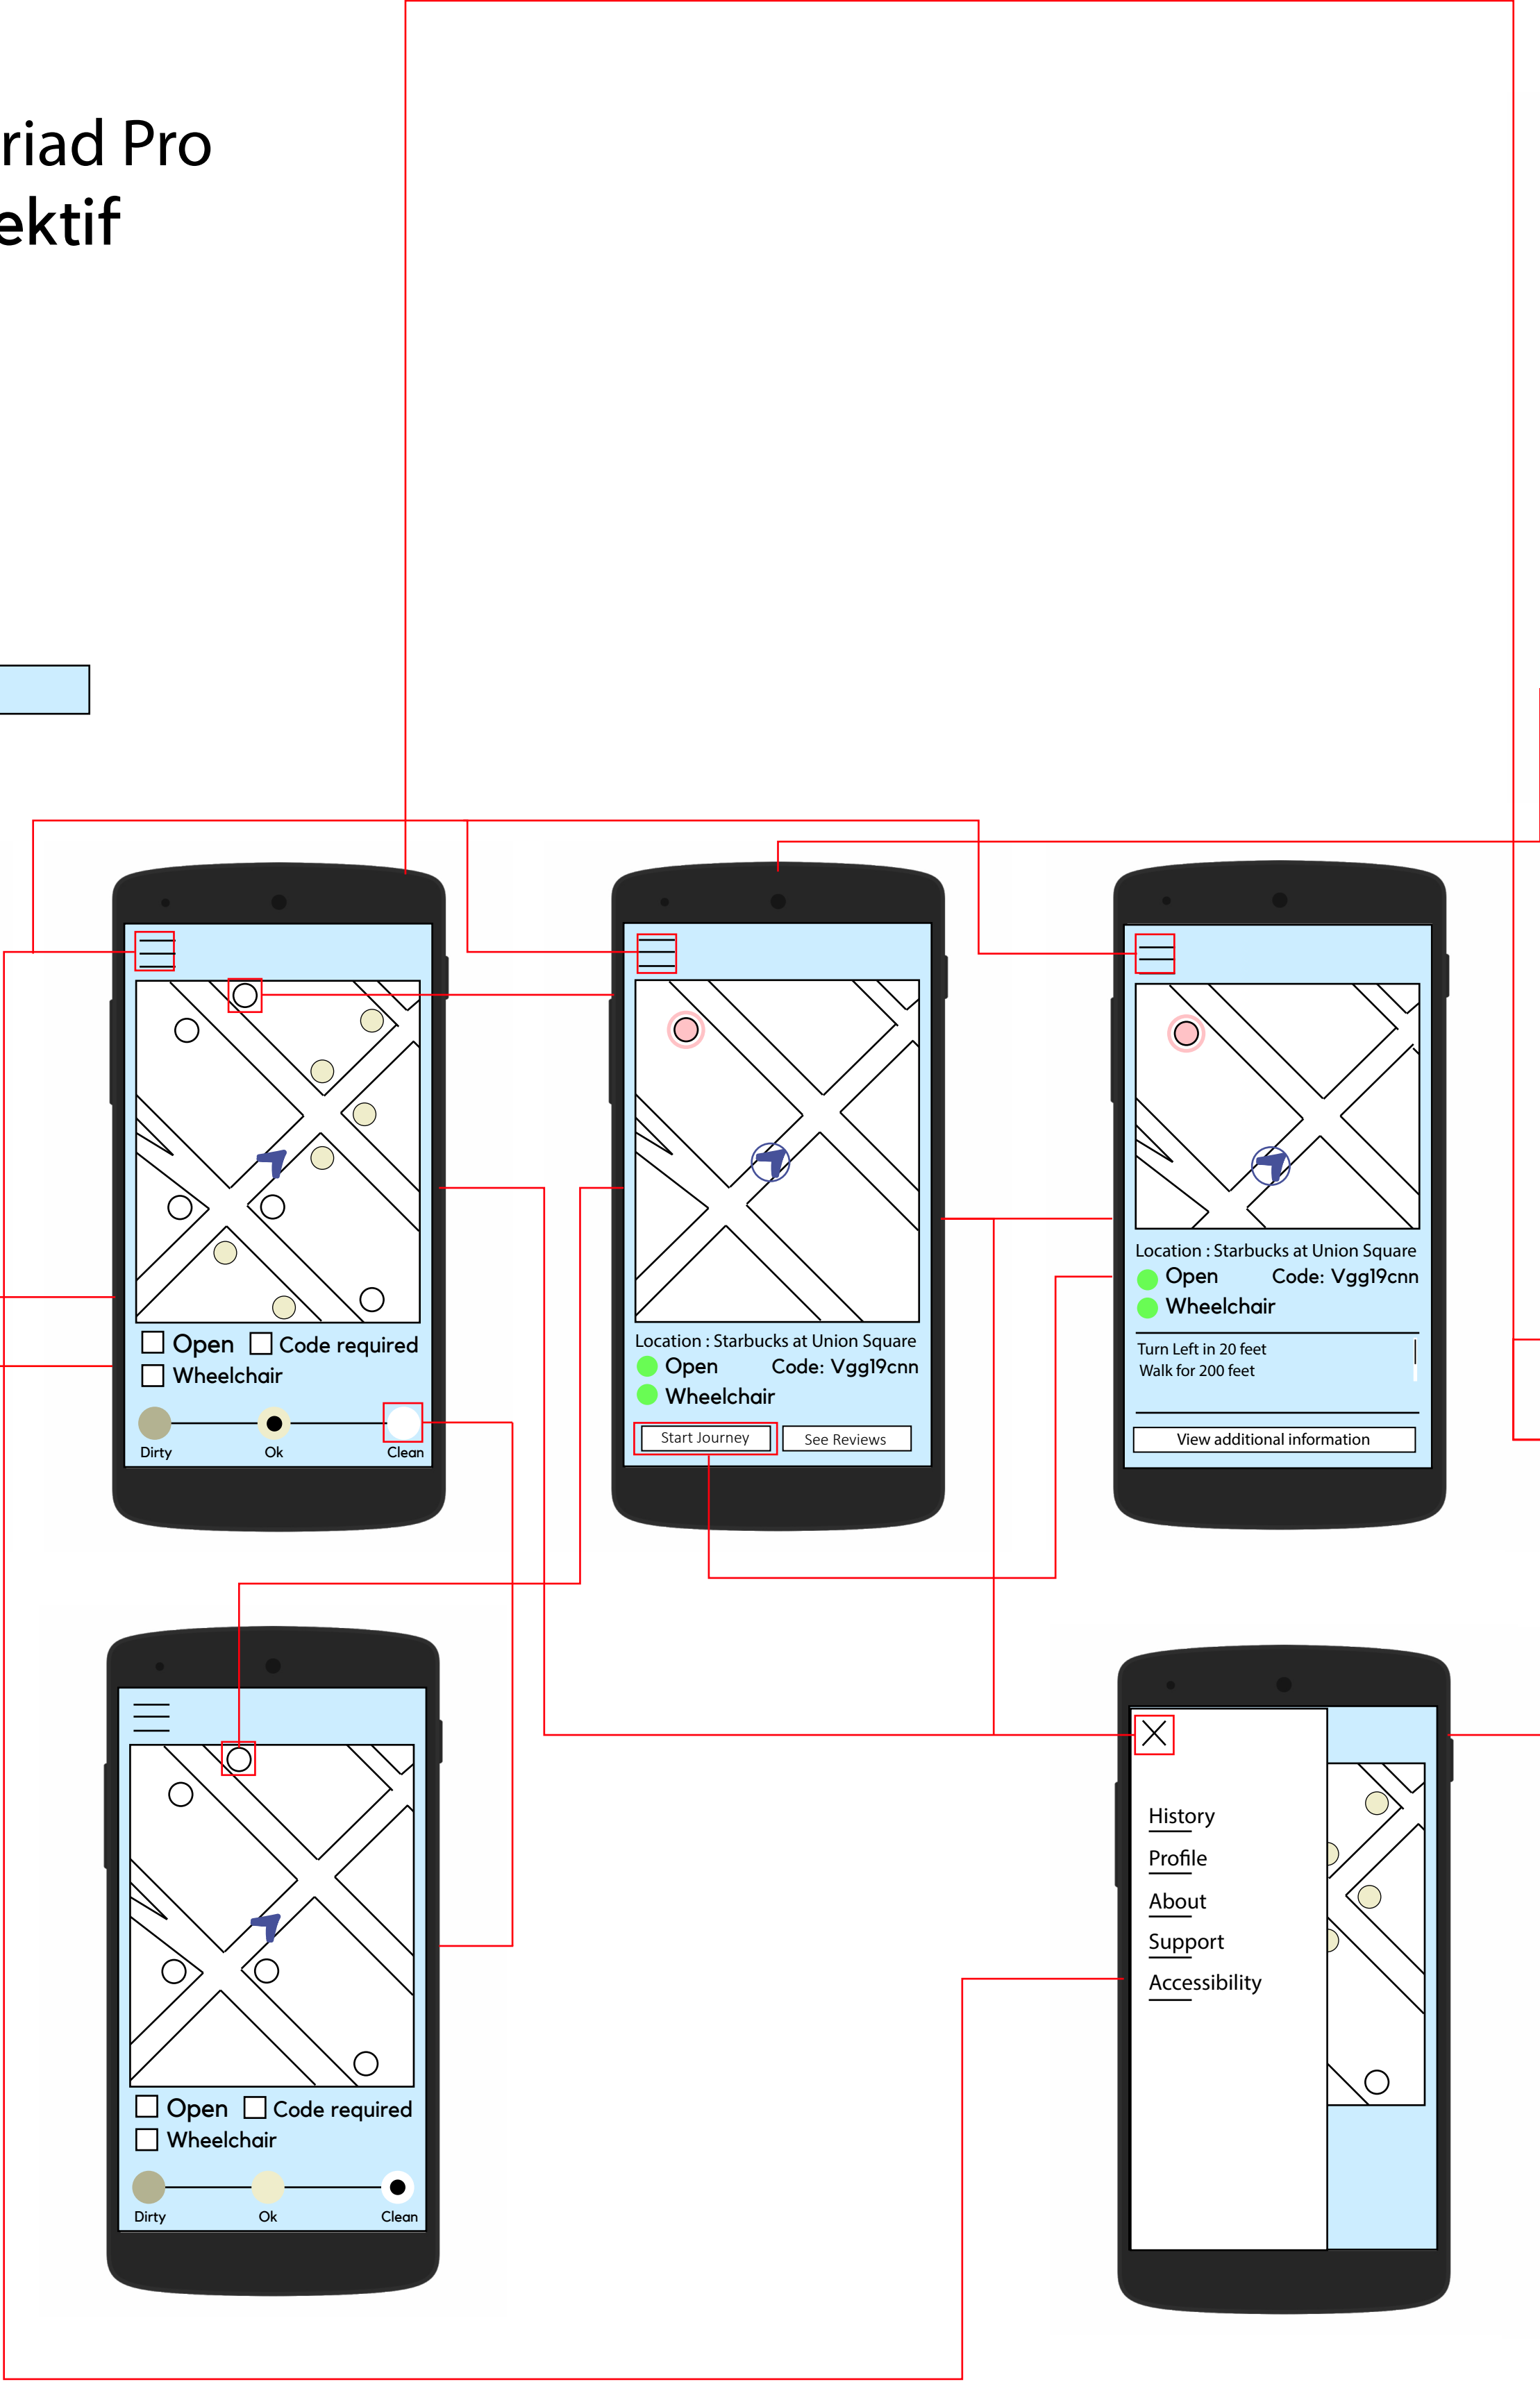 riad Pro
ektif
Open Code required
Wheelchair
Dirty Ok Clean
Location : Starbucks at Union Square
Open Code: Vgg19cnn
Wheelchair
Start Journey See Reviews
Location : Starbucks at Union Square
Open Code: Vgg19cnn
Wheelchair
Turn Left in 20 feet
Walk for 200 feet
View additional information
Open Code required
Wheelchair
Dirty Ok Clean
History
Profile
About
Support
Accessibility